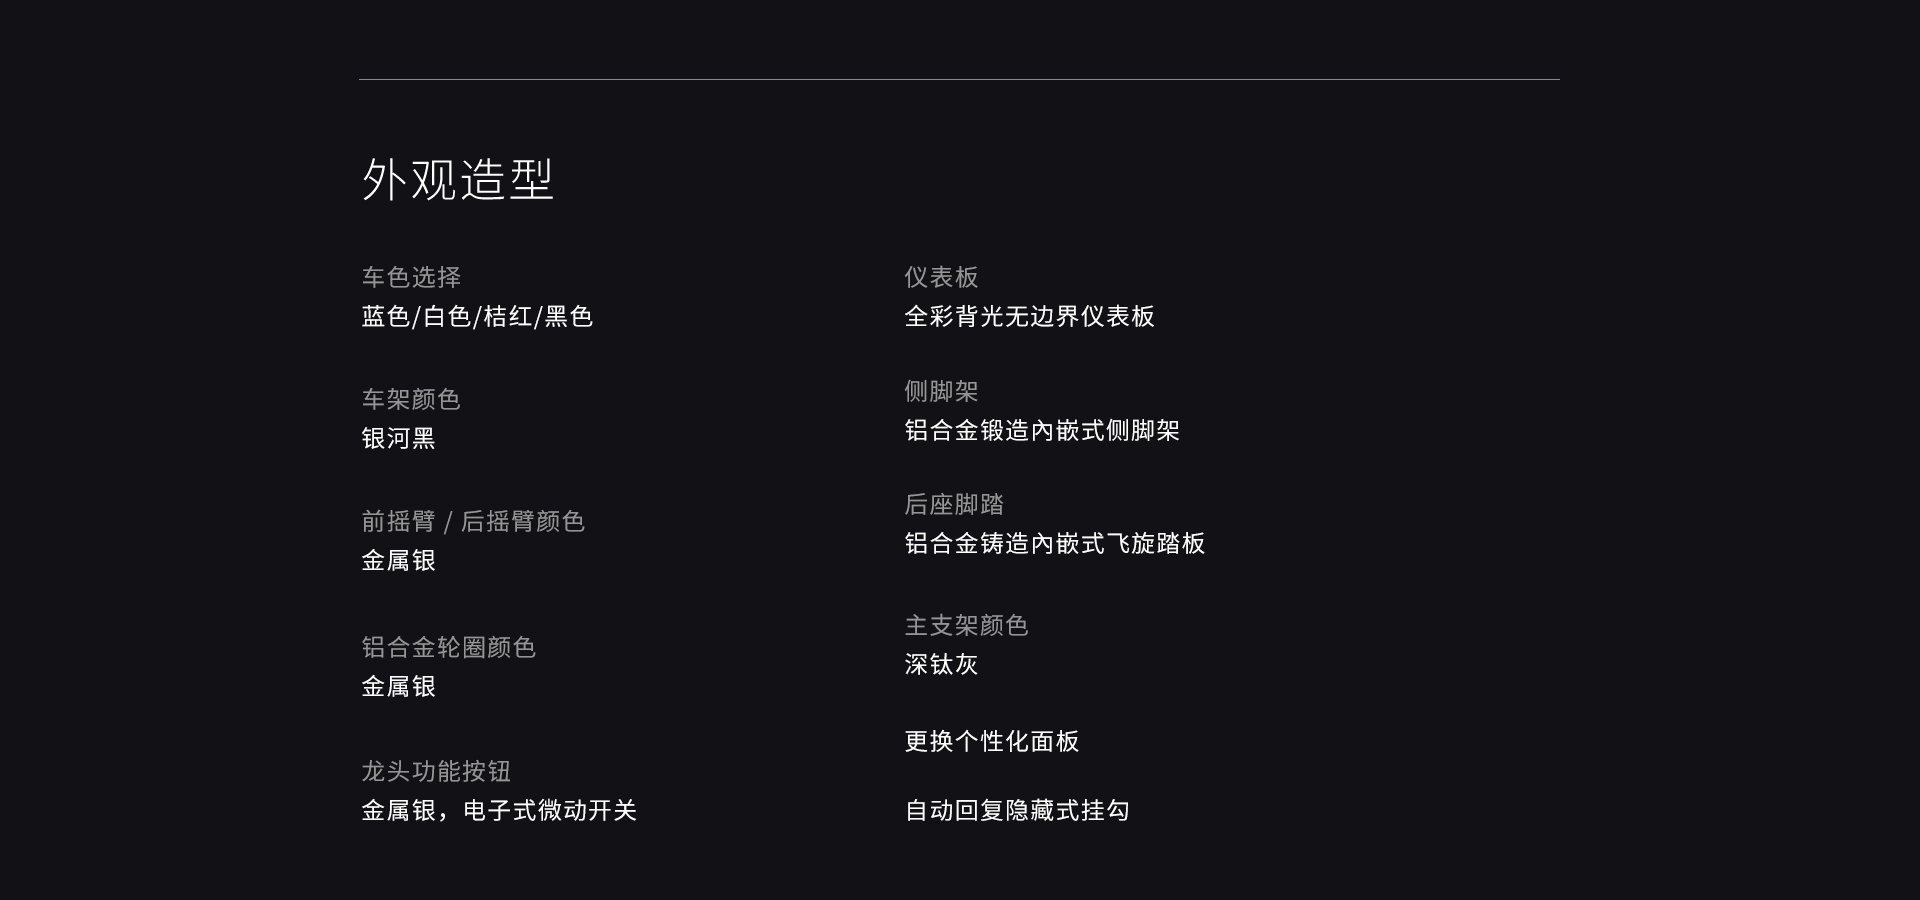 外观造型
车色选择
蓝色/白色/桔红/黑色
车架颜色
银河黑
前摇臂 / 后摇臂颜色
金属银
铝合金轮圈颜色
金属银
龙头功能按钮
金属银，电子式微动开关
仪表板
全彩背光无边界仪表板
侧脚架
铝合金锻造內嵌式侧脚架
后座脚踏
铝合金铸造內嵌式飞旋踏板
主支架颜色
深钛灰
更换个性化面板
自动回复隐藏式挂勾